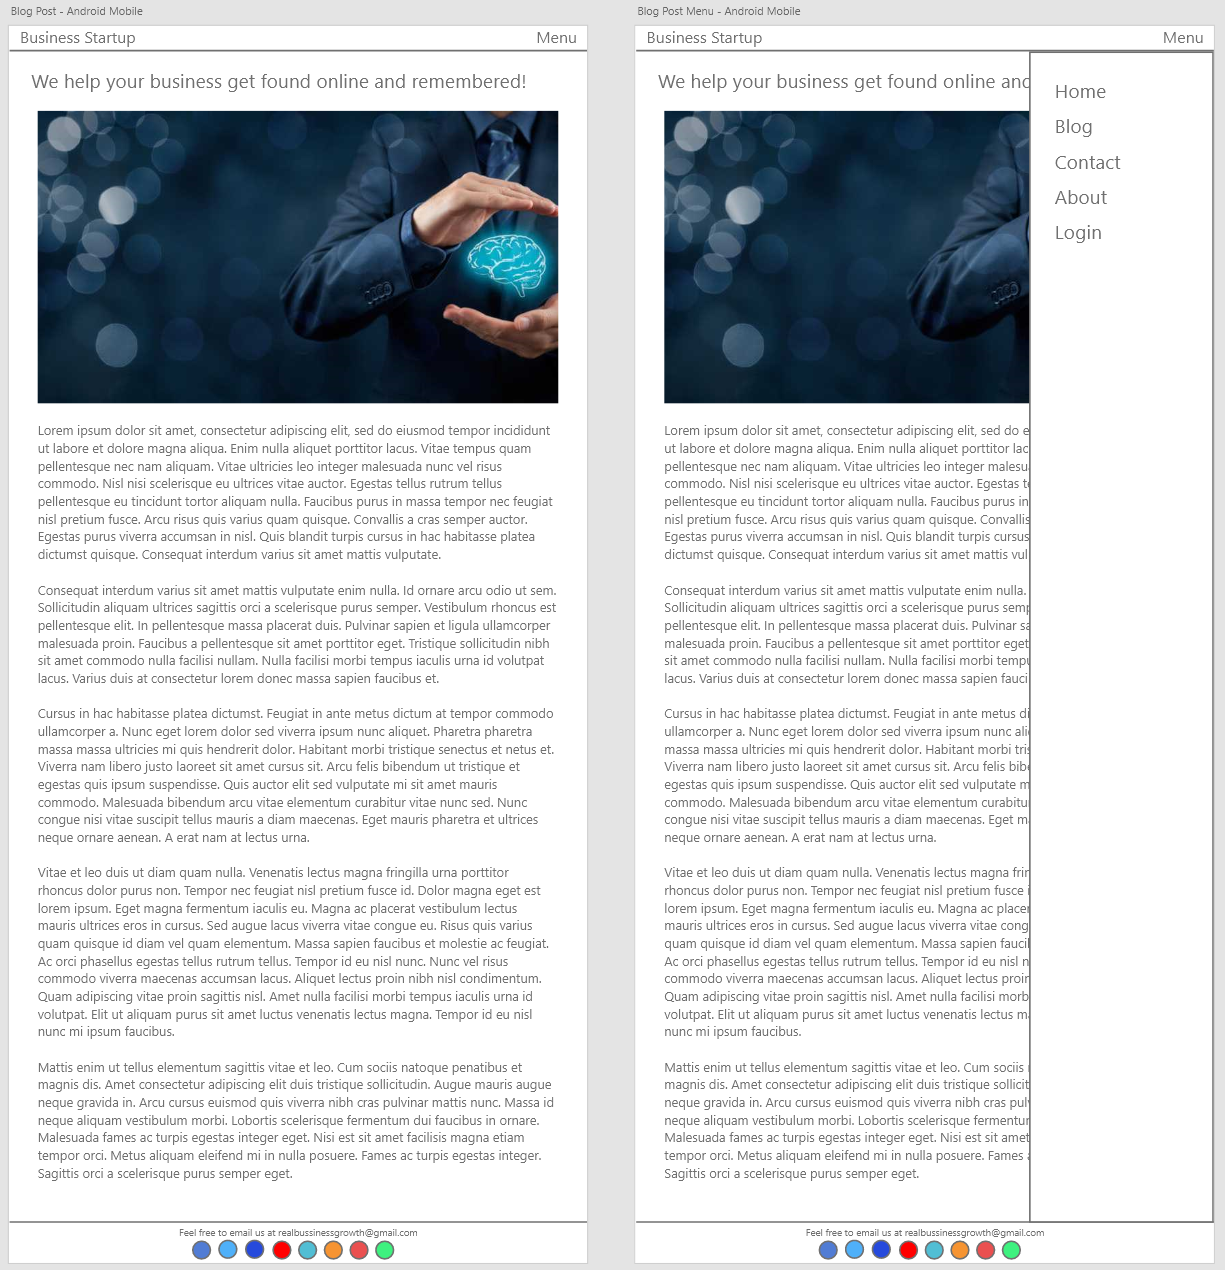 Blog Post - Android Mobile
Business Startup
Menu
We help your business get found online and remembered!
Lorem ipsum dolor sit amet, consectetur adipiscing elit, sed do eiusmod tempor incididunt
ut labore et dolore magna aliqua. Enim nulla aliquet porttitor lacus. Vitae tempus quam
pellentesque nec nam aliquam. Vitae ultricies leo integer malesuada nunc vel risus
commodo. Nisl nisi scelerisque eu ultrices vitae auctor. Egestas tellus rutrum tellus
pellentesque eu tincidunt tortor aliquam nulla. Faucibus purus in massa tempor nec feugiat
nisl pretium fusce. Arcu risus quis varius quam quisque. Convallis a cras semper auctor.
Egestas purus viverra accumsan in nisl. Quis blandit turpis cursus in hac habitasse platea
dictumst quisque. Consequat interdum varius sit amet mattis vulputate.
Consequat interdum varius sit amet mattis vulputate enim nulla. Id ornare arcu odio ut sem.
Sollicitudin aliquam ultrices sagittis orci a scelerisque purus semper. Vestibulum rhoncus est
pellentesque elit. In pellentesque massa placerat duis. Pulvinar sapien et ligula ullamcorper
malesuada proin. Faucibus a pellentesque sit amet porttitor eget. Tristique sollicitudin nibh
sit amet commodo nulla facilisi nullam. Nulla facilisi morbi tempus iaculis urna id volutpat
lacus. Varius duis at consectetur lorem donec massa sapien faucibus et.
Cursus in hac habitasse platea dictumst. Feugiat in ante metus dictum at tempor commodo
ullamcorper a. Nunc eget lorem dolor sed viverra ipsum nunc aliquet. Pharetra pharetra
massa massa ultricies mi quis hendrerit dolor. Habitant morbi tristique senectus et netus et.
Viverra nam libero justo laoreet sit amet cursus sit. Arcu felis bibendum ut tristique et
egestas quis ipsum suspendisse. Quis auctor elit sed vulputate mi sit amet mauris
commodo. Malesuada bibendum arcu vitae elementum curabitur vitae nunc sed. Nunc
congue nisi vitae suscipit tellus mauris a diam maecenas. Eget mauris pharetra et ultrices
neque ornare aenean. A erat nam at lectus urna.
Vitae et leo duis ut diam quam nulla. Venenatis lectus magna fringilla urna porttitor
rhoncus dolor purus non. Tempor nec feugiat nisl pretium fusce id. Dolor magna eget est
lorem ipsum. Eget magna fermentum iaculis eu. Magna ac placerat vestibulum lectus
mauris ultrices eros in cursus. Sed augue lacus viverra vitae congue eu. Risus quis varius
quam quisque id diam vel quam elementum. Massa sapien faucibus et molestie ac feugiat.
Ac orci phasellus egestas tellus rutrum tellus. Tempor id eu nisl nunc. Nunc vel risus
commodo viverra maecenas accumsan lacus. Aliquet lectus proin nibh nisl condimentum.
Quam adipiscing vitae proin sagittis nisl. Amet nulla facilisi morbi tempus iaculis urna id
volutpat. Elit ut aliquam purus sit amet luctus venenatis lectus magna. Tempor id eu nisl
nunc mi ipsum faucibus.
Mattis enim ut tellus elementum sagittis vitae et leo. Cum sociis natoque penatibus et
magnis dis. Amet consectetur adipiscing elit duis tristique sollicitudin. Augue mauris augue
neque gravida in. Arcu cursus euismod quis viverra nibh cras pulvinar mattis nunc. Massa id
neque aliquam vestibulum morbi. Lobortis scelerisque fermentum dui faucibus in ornare.
Malesuada fames ac turpis egestas integer eget. Nisi est sit amet facilisis magna etiam
tempor orci. Metus aliquam eleifend mi in nulla posuere. Fames ac turpis egestas integer.
Sagittis orci a scelerisque purus semper eget.
Feel free to email us at realbussinessgrowth@gmail.com
Blog Post Menu - Android Mobile
Business Startup
Menu
We help your business get found online and
Home
Blog
Contact
About
Login
Lorem ipsum dolor sit amet, consectetur adipiscing elit, sed do e
ut labore et dolore magna aliqua. Enim nulla aliquet porttitor lac
pellentesque nec nam aliquam. Vitae ultricies leo integer malesu
commodo. Nisl nisi scelerisque eu ultrices vitae auctor. Egestas te
pellentesque eu tincidunt tortor aliquam nulla. Faucibus purus in
nisl pretium fusce. Arcu risus quis varius quam quisque. Convallis
Egestas purus viverra accumsan in nisl. Quis blandit turpis cursus
dictumst quisque. Consequat interdum varius sit amet mattis vul
Consequat interdum varius sit amet mattis vulputate enim nulla.
Sollicitudin aliquam ultrices sagittis orci a scelerisque purus semp
pellentesque elit. In pellentesque massa placerat duis. Pulvinar sa
malesuada proin. Faucibus a pellentesque sit amet porttitor eget
sit amet commodo nulla facilisi nullam. Nulla facilisi morbi tempu
lacus. Varius duis at consectetur lorem donec massa sapien fauci
Cursus in hac habitasse platea dictumst. Feugiat in ante metus di
ullamcorper a. Nunc eget lorem dolor sed viverra ipsum nunc ali
massa massa ultricies mi quis hendrerit dolor. Habitant morbi tris
Viverra nam libero justo laoreet sit amet cursus sit. Arcu felis bibe
egestas quis ipsum suspendisse. Quis auctor elit sed vulputate m
commodo. Malesuada bibendum arcu vitae elementum curabitur
congue nisi vitae suscipit tellus mauris a diam maecenas. Eget m
neque ornare aenean. A erat nam at lectus urna.
Vitae et leo duis ut diam quam nulla. Venenatis lectus magna frin
rhoncus dolor purus non. Tempor nec feugiat nisl pretium fusce i
lorem ipsum. Eget magna fermentum iaculis eu. Magna ac placer
mauris ultrices eros in cursus. Sed augue lacus viverra vitae cong
quam quisque id diam vel quam elementum. Massa sapien faucil
Ac orci phasellus egestas tellus rutrum tellus. Tempor id eu nisl n
commodo viverra maecenas accumsan lacus. Aliquet lectus proin
Quam adipiscing vitae proin sagittis nisl. Amet nulla facilisi morb
volutpat. Elit ut aliquam purus sit amet luctus venenatis lectus m
nunc mi ipsum faucibus.
Mattis enim ut tellus elementum sagittis vitae et leo. Cum sociis
magnis dis. Amet consectetur adipiscing elit duis tristique sollicit
neque gravida in. Arcu cursus euismod quis viverra nibh cras pulv
neque aliquam vestibulum morbi. Lobortis scelerisque fermentur
Malesuada fames ac turpis egestas integer eget. Nisi est sit amet
tempor orci. Metus aliquam eleifend mi in nulla posuere. Fames a
Sagittis orci a scelerisque purus semper eget.
Feel free to email us at realbussinessgrowth@gmail.com